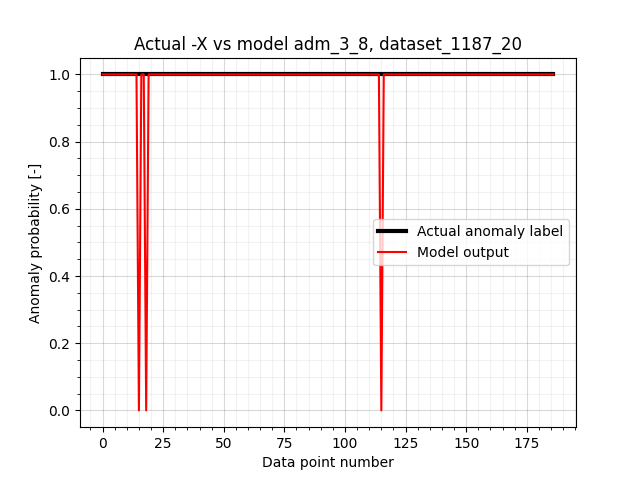 Actual -X vs model adm_3_8, dataset_1187_20
1.0
0.8
0.6
0.4
0.2
0.0
Anomaly probability [-]
Actual anomaly label
Model output
0 25 50 75 100 125 150 175
Data point number